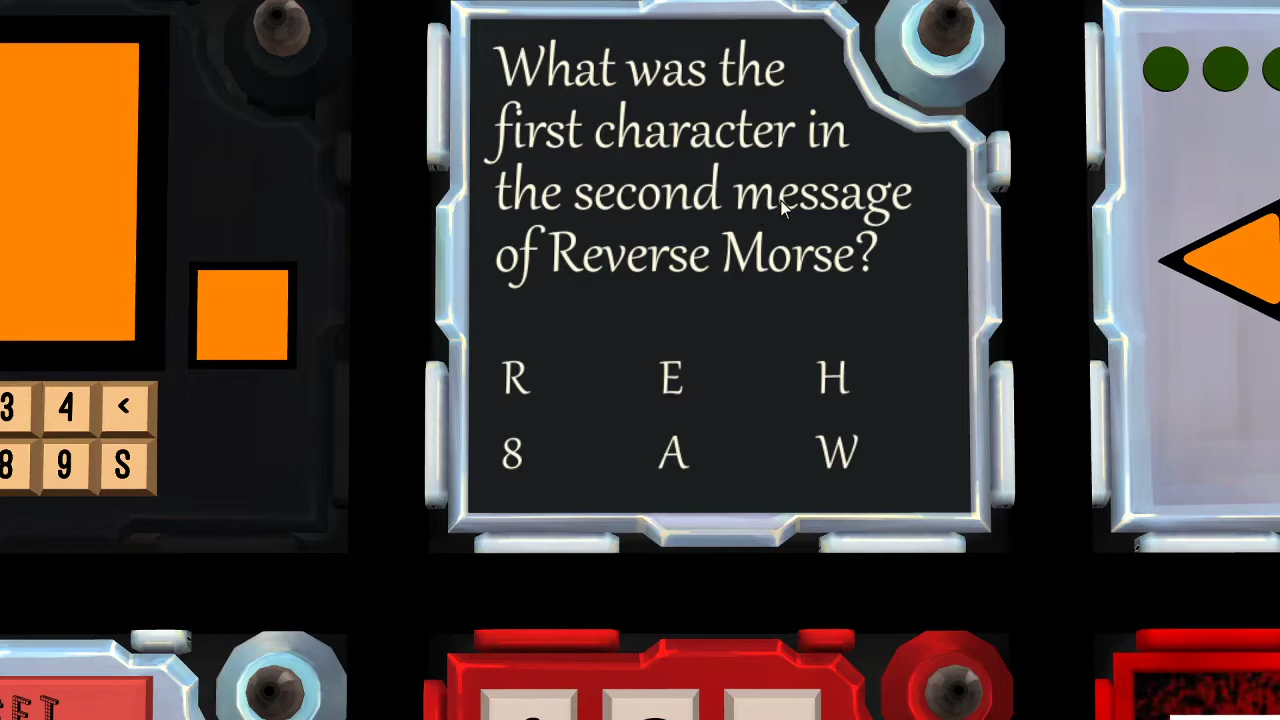 What was the
first character in
the second message
of Reverse Morse?
R E H
8 A W
3 4 <
8 9 S